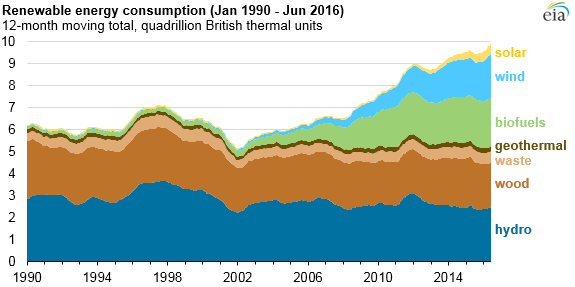 Renewable energy consumption (Jan 1990 - Jun 2016)
12-month moving total, quadrillion British thermal units
eia
10
9
8
7
6
5
4
3
2
1
0
solar
wind
biofuels
geothermal
waste
wood
hydro
1990 1994 1998 2002 2006 2010 2014